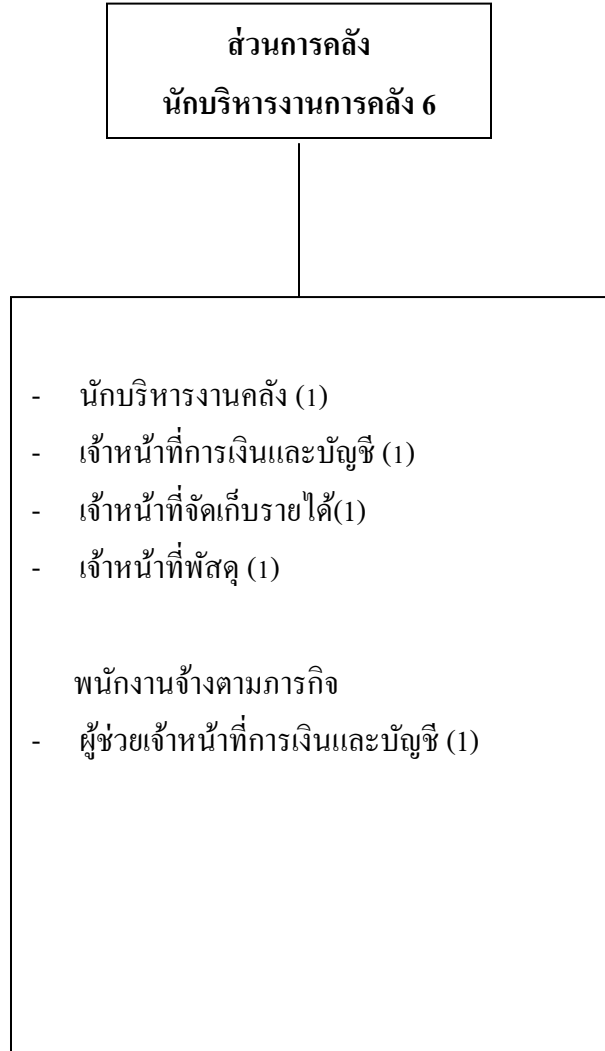 ส่วนการคลัง
นักบริหารงานการคลัง 6
- นักบริหารงานคลัง (1)
- เจ้าหน้าที่การเงินและบัญชี (1)
- เจ้าหน้าที่จัดเก็บรายได้(1)
- เจ้าหน้าที่พัสดุ (1)
พนักงานจ้างตามภารกิจ
- ผู้ช่วยเจ้าหน้าที่การเงินและบัญชี (1)